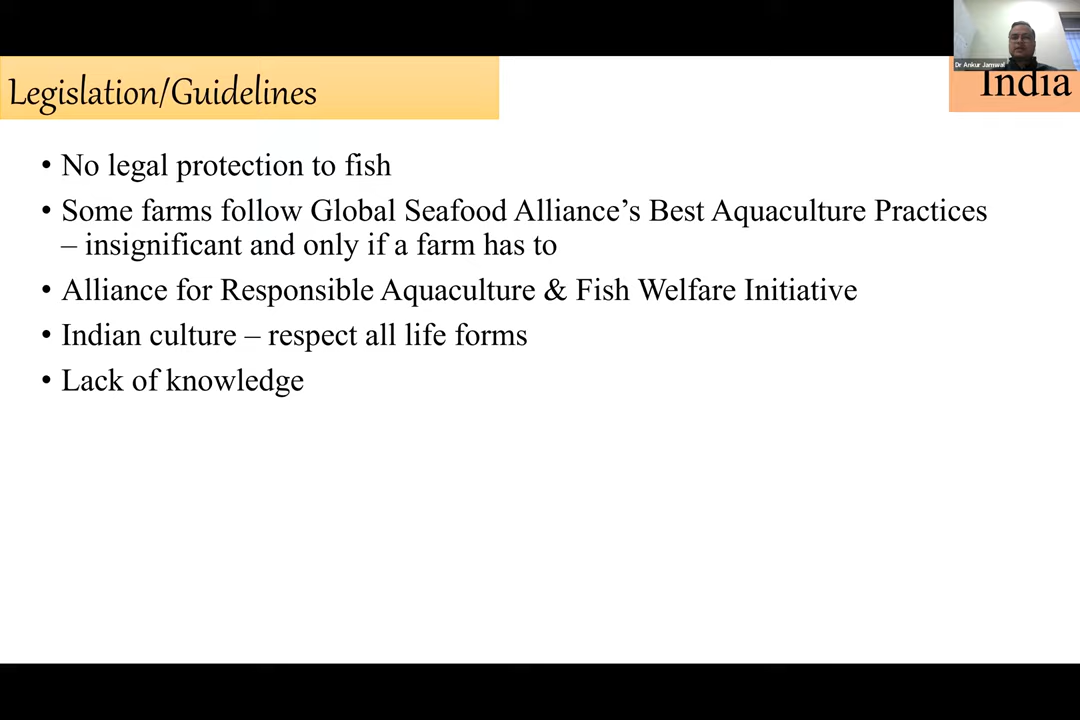 Dr Ankur Jamwal
Legislation/Guidelines
India
• No legal protection to fish
• Some farms follow Global Seafood Alliance’s Best Aquaculture Practices
– insignificant and only if a farm has to
• Alliance for Responsible Aquaculture & Fish Welfare Initiative
• Indian culture – respect all life forms
• Lack of knowledge